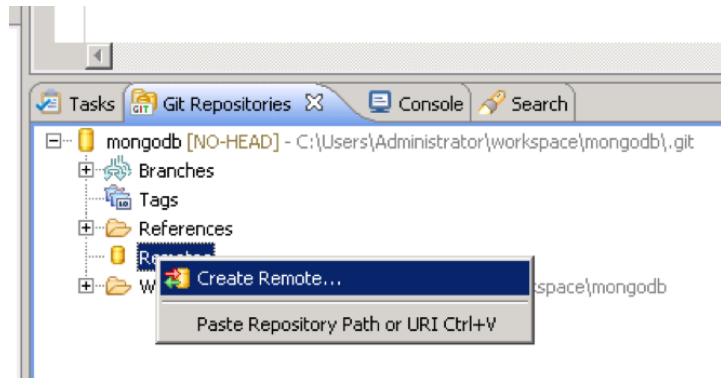 Tasks Git Repositories Console Search
mongodb [NO-HEAD] - C:\Users\Administrator\workspace\mongodb\.git
Branches
Tags
References
Create Remote...
W space\mongodb
Paste Repository Path or URI Ctrl+V